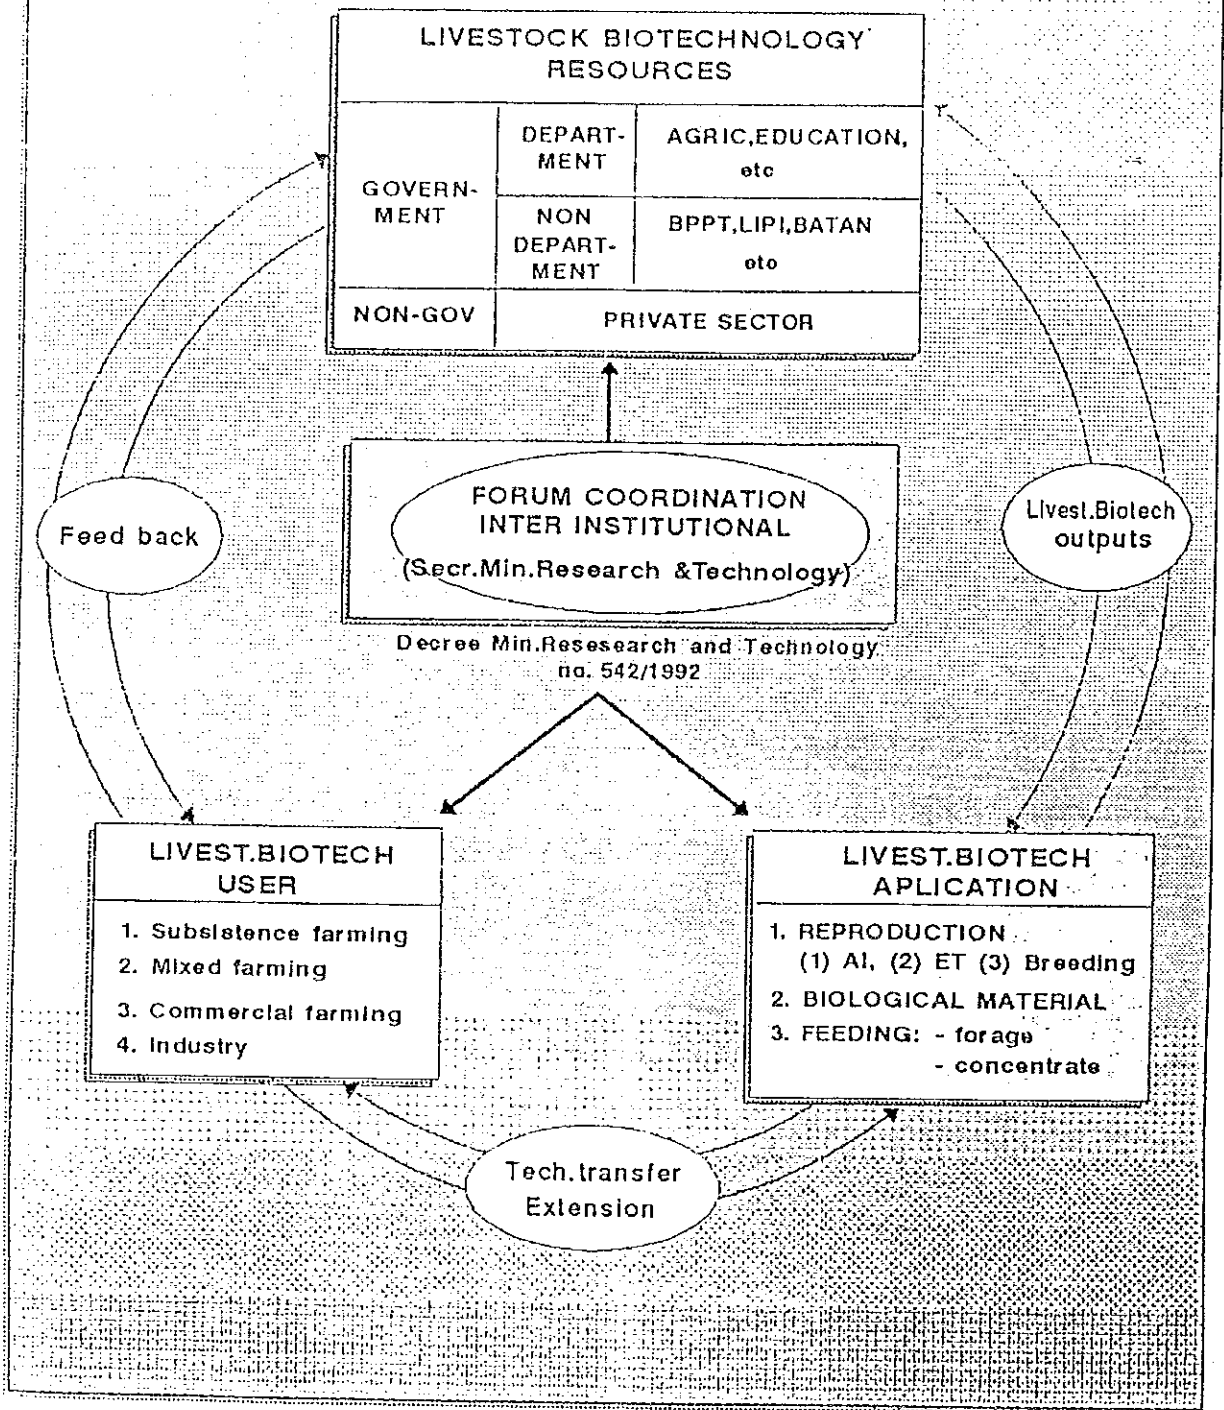 LIVESTOCK BIOTECHNOLOGY
RESOURCES
GOVERN-
MENT
DEPART-
MENT
AGRIC,EDUCATION,
etc
NON
DEPART-
MENT
BPPT,LIPI,BATAN
etc
NON-GOV
PRIVATE SECTOR
FORUM COORDINATION
INTER INSTITUTIONAL
(Secr.Min.Research &Technology)
Decree Min.Resesearch and Technology
no. 542/1992
Feed back
Livest.Biotech
outputs
LIVEST.BIOTECH
USER
1. Subsistence farming
2. Mixed farming
3. Commercial farming
4. Industry
LIVEST.BIOTECH
APLICATION
1. REPRODUCTION
(1) AI, (2) ET (3) Breeding
2. BIOLOGICAL MATERIAL
3. FEEDING: - forage
- concentrate
Tech.transfer
Extension